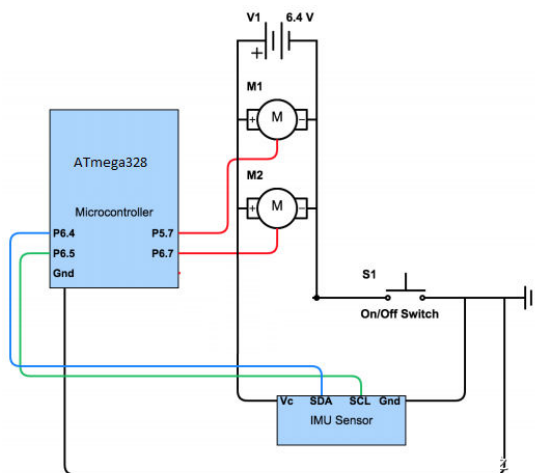 V1 6.4 V
+
M1
+ M −
ATmega328
M2
Microcontroller
+ M −
P6.4 P5.7
P6.5 P6.7
Gnd
S1
On/Off Switch
Vc SDA SCL Gnd
IMU Sensor